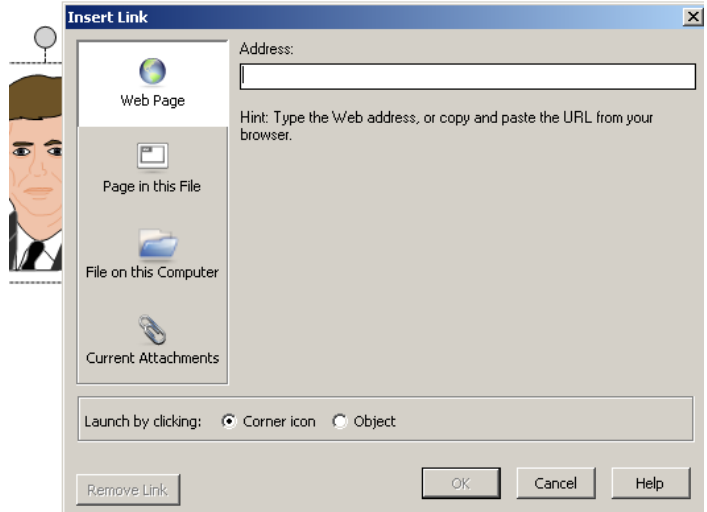 Insert Link
Web Page
Page in this File
File on this Computer
Current Attachments
Address:
Hint: Type the Web address, or copy and paste the URL from your
browser.
Launch by clicking: Corner icon Object
Remove Link OK Cancel Help